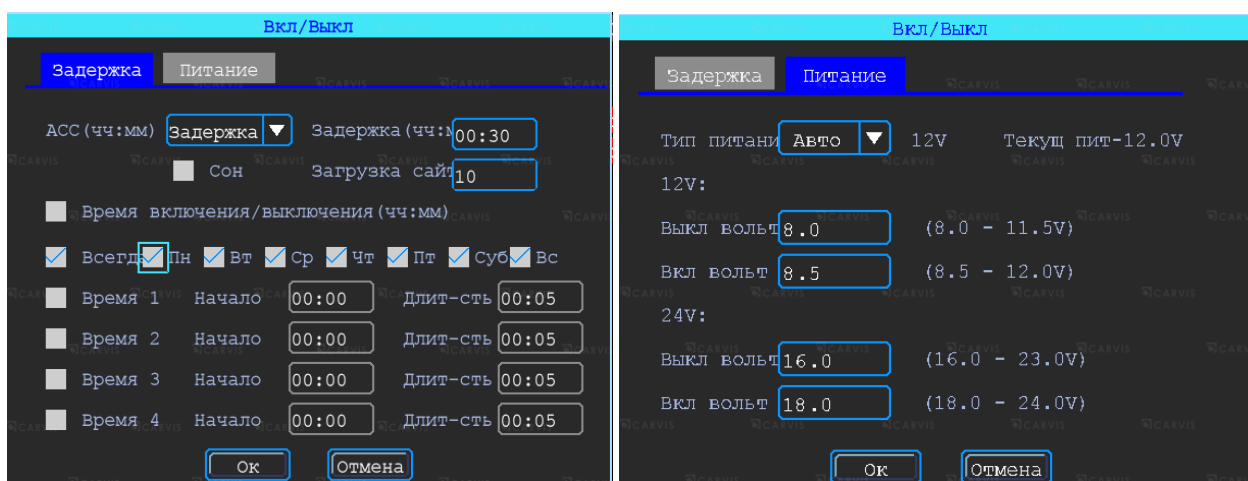 Вкл/Выкл
Задержка Питание
ACC(чч:мм) Задержка Задержка(чч: 00:30
Сон Загрузка сайт 10
Время включения/выключения(чч:мм)
Всегда Пн Вт Ср Чт Пт Суб Вс
Время 1 Начало 00:00 Длит-сть 00:05
Время 2 Начало 00:00 Длит-сть 00:05
Время 3 Начало 00:00 Длит-сть 00:05
Время 4 Начало 00:00 Длит-сть 00:05
Ок Отмена
Вкл/Выкл
Задержка Питание
Тип питани Авто 12V Текущ пит-12.0V
12V:
Выкл вольт 8.0 (8.0 - 11.5V)
Вкл вольт 8.5 (8.5 - 12.0V)
24V:
Выкл вольт 16.0 (16.0 - 23.0V)
Вкл вольт 18.0 (18.0 - 24.0V)
Ок Отмена
CARVIS